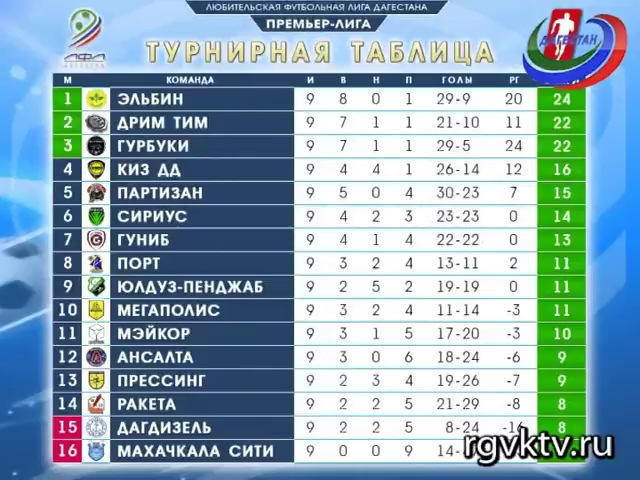 ЛЮБИТЕЛЬСКАЯ ФУТБОЛЬНАЯ ЛИГА ДАГЕСТАНА
ПРЕМЬЕР-ЛИГА
ТУРНИРНАЯ ТАБЛИЦА
ЛФЛ
ДАГЕСТАН
М КОМАНДА И В Н П ГОЛЫ РГ
1 ЭЛЬБИН 9 8 0 1 29-9 20 24
2 ДРИМ ТИМ 9 7 1 1 21-10 11 22
3 ГУРБУКИ 9 7 1 1 29-5 24 22
4 КИЗ ДД 9 4 4 1 26-14 12 16
5 ПАРТИЗАН 9 5 0 4 30-23 7 15
6 СИРИУС 9 4 2 3 23-23 0 14
7 ГУНИБ 9 4 1 4 22-22 0 13
8 ПОРТ 9 3 2 4 13-11 2 11
9 ЮЛДУЗ-ПЕНДЖАБ 9 2 5 2 19-19 0 11
10 МЕГАПОЛИС 9 3 2 4 11-14 -3 11
11 МЭЙКОР 9 3 1 5 17-20 -3 10
12 АНСАЛТА 9 3 0 6 18-24 -6 9
13 ПРЕССИНГ 9 2 3 4 19-26 -7 9
14 РАКЕТА 9 2 2 5 21-29 -8 8
15 ДАГДИЗЕЛЬ 9 2 2 5 8-24 8
16 МАХАЧКАЛА СИТИ 9 0 0 9
rgvktv.ru